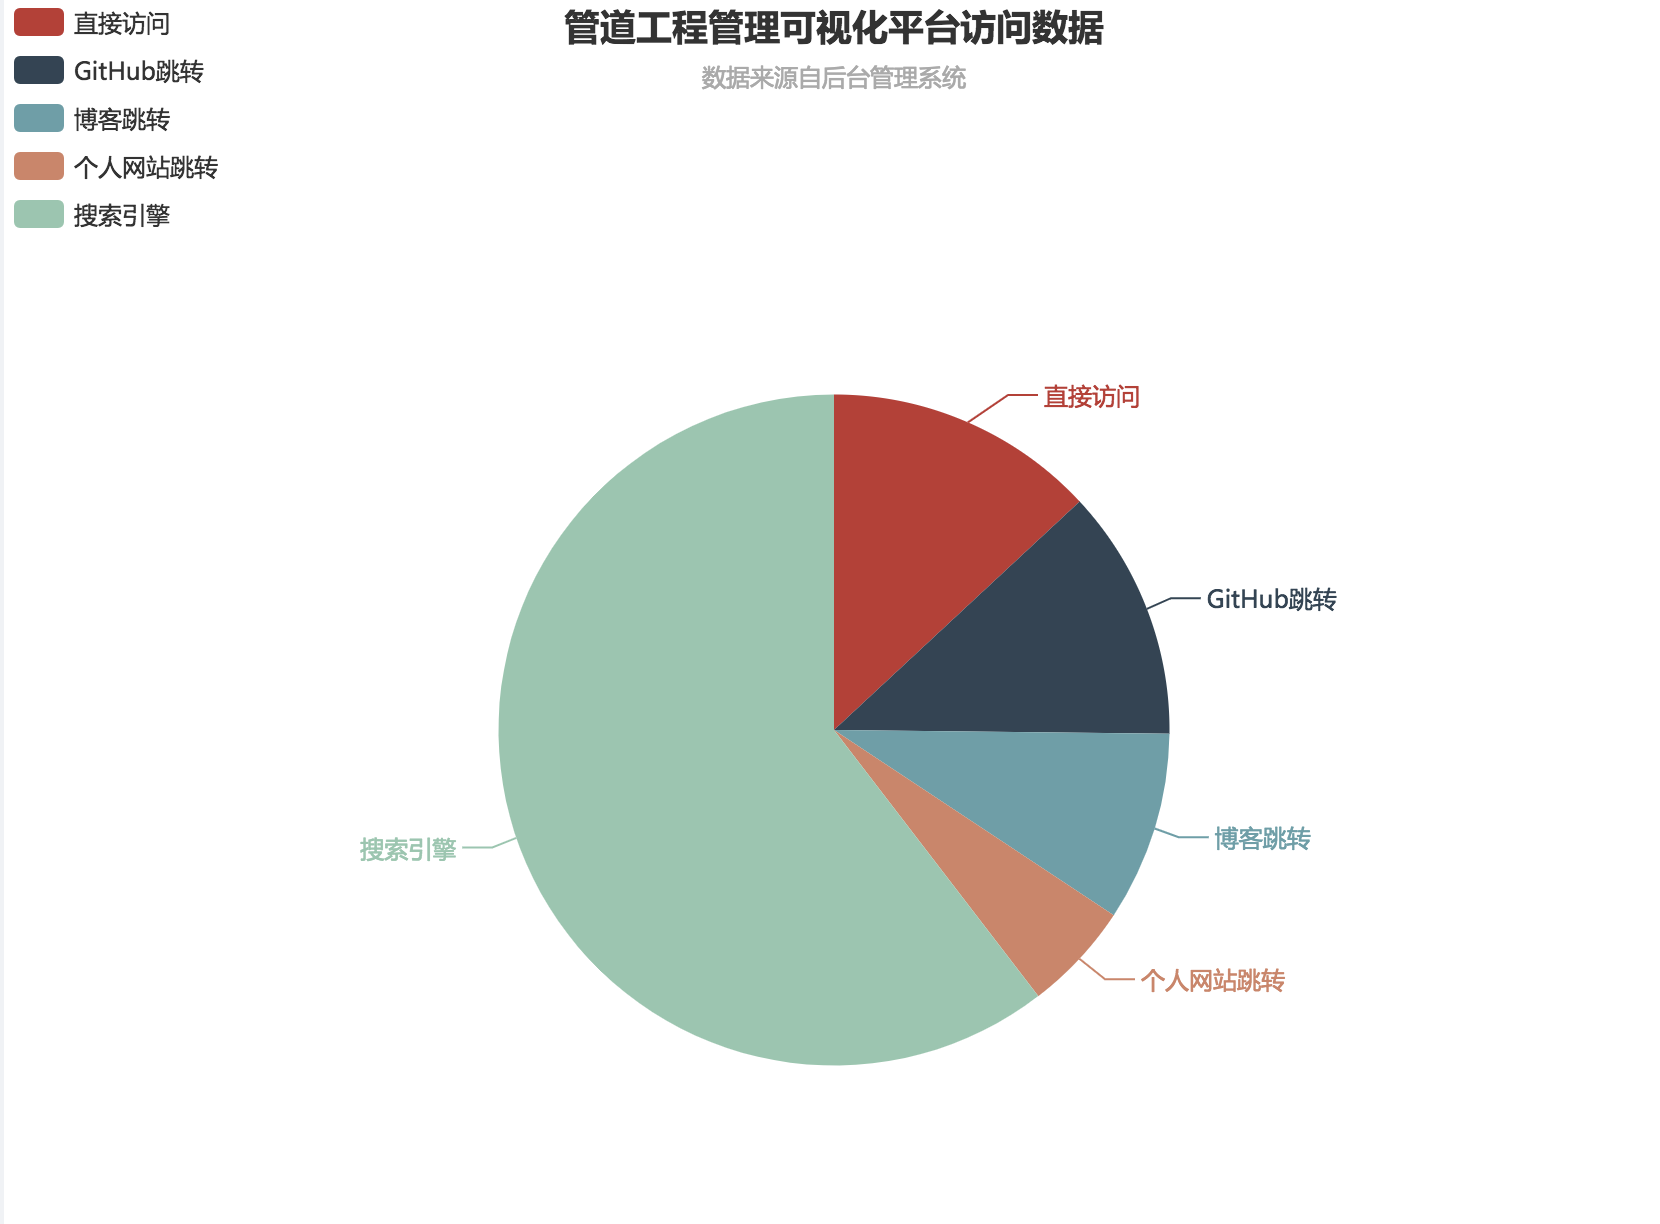 管道工程管理可视化平台访问数据
数据来源自后台管理系统
直接访问
GitHub跳转
博客跳转
个人网站跳转
搜索引擎
直接访问
GitHub跳转
博客跳转
个人网站跳转
搜索引擎